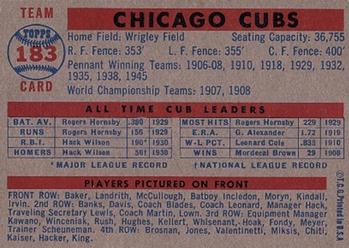 TEAM
TOPPS
183
CARD
CHICAGO CUBS
Home Field: Wrigley Field Seating Capacity: 36,755
R. F. Fence: 353' L. F. Fence: 355' C. F. Fence: 400'
Pennant Winning Teams: 1906-08, 1910, 1918, 1929, 1932,
1935, 1938, 1945
World Championship Teams: 1907, 1908
ALL TIME CUB LEADERS
BAT. AV. Rogers Hornsby .380 1929 MOST HITS Rogers Hornsby 229 1929
RUNS Rogers Hornsby 156 1929 E.R.A. G. Alexander 1.72 1919
R.B.I. Hack Wilson *190 1930 W-L PCT. Leonard Cole 1910
HOMERS Hack Wilson †56 1930 WINS Mordecai Brown 29 1908
*MAJOR LEAGUE RECORD †NATIONAL LEAGUE RECORD
PLAYERS PICTURED ON FRONT
FRONT ROW: Baker, Landrith, McCullough, Batboy Incledon, Moryn, Kindall,
Irvin. 2nd ROW: Banks, Davis, Coach Myatt, Coach Leonard, Manager Hack,
Traveling Secretary Lewis, Coach Martin, Lown. 3rd ROW: Equipment Manager
Kawano, Winceniak, Rush, Hughes, Kellert, Whisenant, Hoak, Fondy, Meyer,
Trainer Scheuneman. 4th ROW: Brosnan, Jones, Valentinetti, Miksis, Chiti,
Kaiser, Hacker, King.
©T.C.G. Printed in U.S.A.